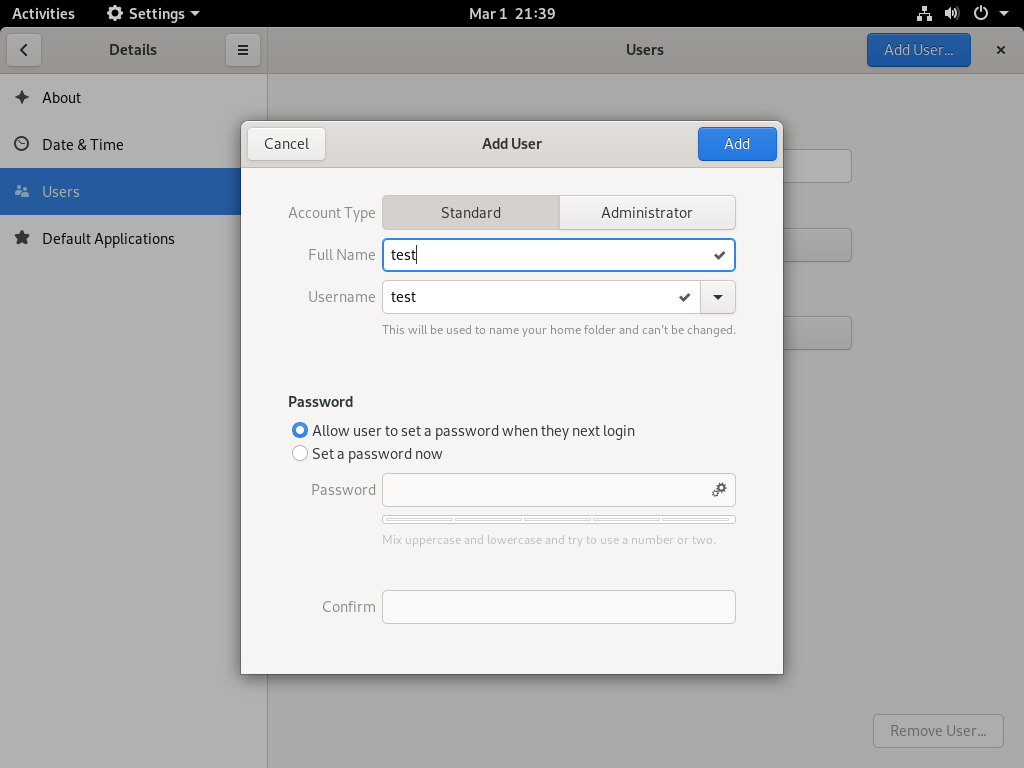 Activities Settings Mar 1 21:39
Details Users Add User...
About
Date & Time
Users
Default Applications
Cancel Add User Add
Account Type Standard Administrator
Full Name test
Username test
This will be used to name your home folder and can't be changed.
Password
Allow user to set a password when they next login
Set a password now
Password
Mix uppercase and lowercase and try to use a number or two.
Confirm
Remove User...